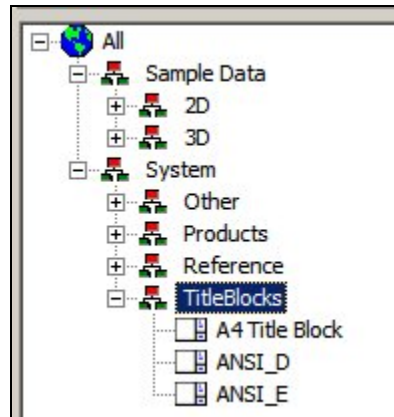 All
Sample Data
2D
3D
System
Other
Products
Reference
TitleBlocks
A4 Title Block
ANSI_D
ANSI_E